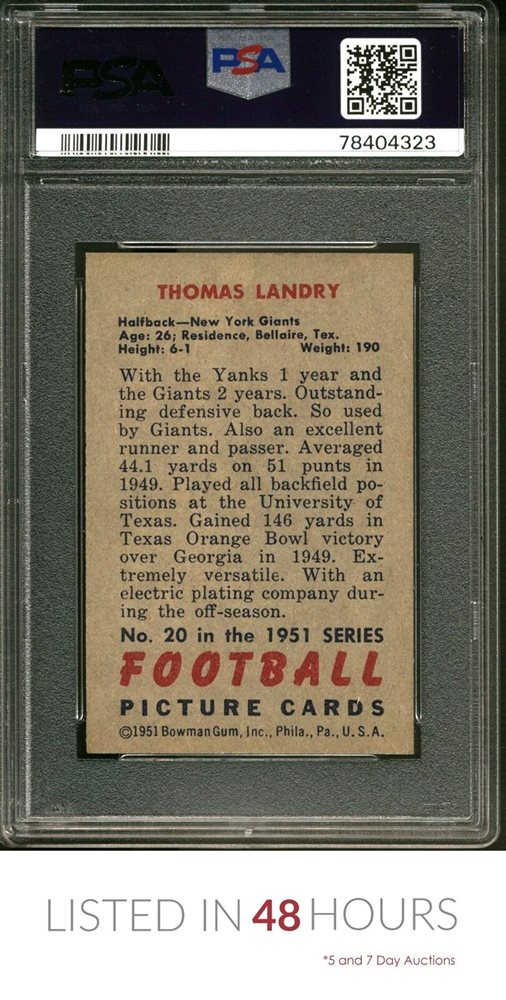 PSA
PSA
78404323
THOMAS LANDRY
Halfback—New York Giants
Age: 26; Residence, Bellaire, Tex.
Height: 6-1 Weight: 190
With the Yanks 1 year and
the Giants 2 years. Outstand-
ing defensive back. So used
by Giants. Also an excellent
runner and passer. Averaged
44.1 yards on 51 punts in
1949. Played all backfield po-
sitions at the University of
Texas. Gained 146 yards in
Texas Orange Bowl victory
over Georgia in 1949. Ex-
tremely versatile. With an
electric plating company dur-
ing the off-season.
No. 20 in the 1951 SERIES
FOOTBALL
PICTURE CARDS
©1951 Bowman Gum, Inc., Phila., Pa., U.S.A.
LISTED IN 48 HOURS
*5 and 7 Day Auctions